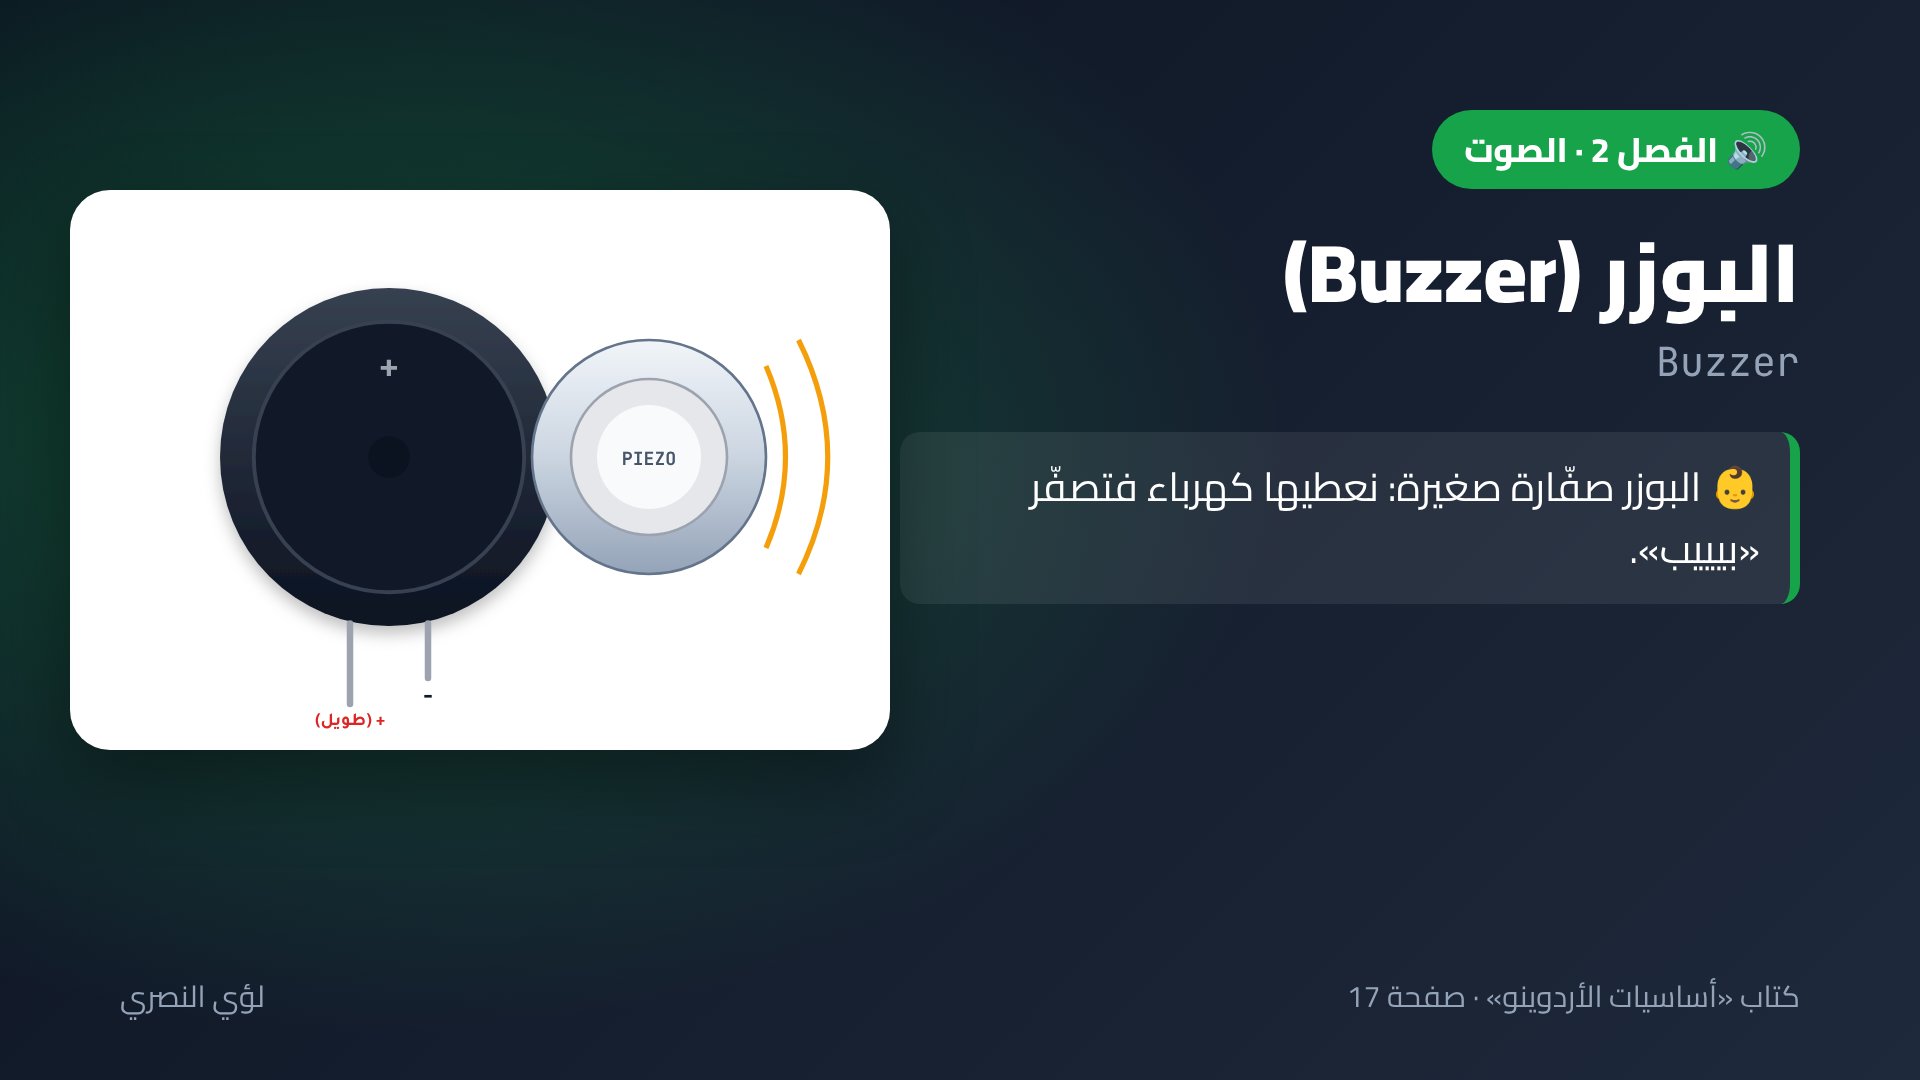 🔊 الفصل 2 · الصوت
البوزر (Buzzer)
Buzzer
👶 البوزر صفّارة صغيرة: نعطيها كهرباء فتصفّر
«بيييب».
+
PIEZO
-
+ (طويل)
كتاب «أساسيات الأردوينو» · صفحة 17
لؤي النصري